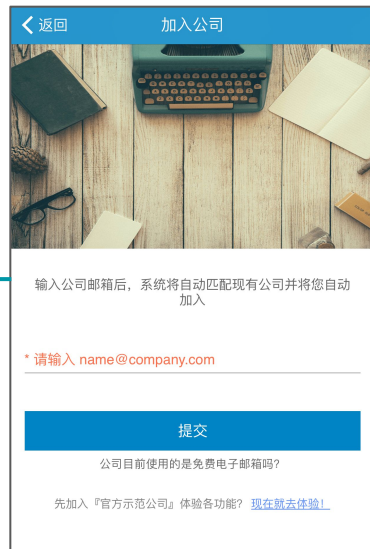 返回
加入公司
输入公司邮箱后，系统将自动匹配现有公司并将您自动
加入
* 请输入 name@company.com
提交
公司目前使用的是免费电子邮箱吗?
先加入『官方示范公司』体验各功能? 现在就去体验！